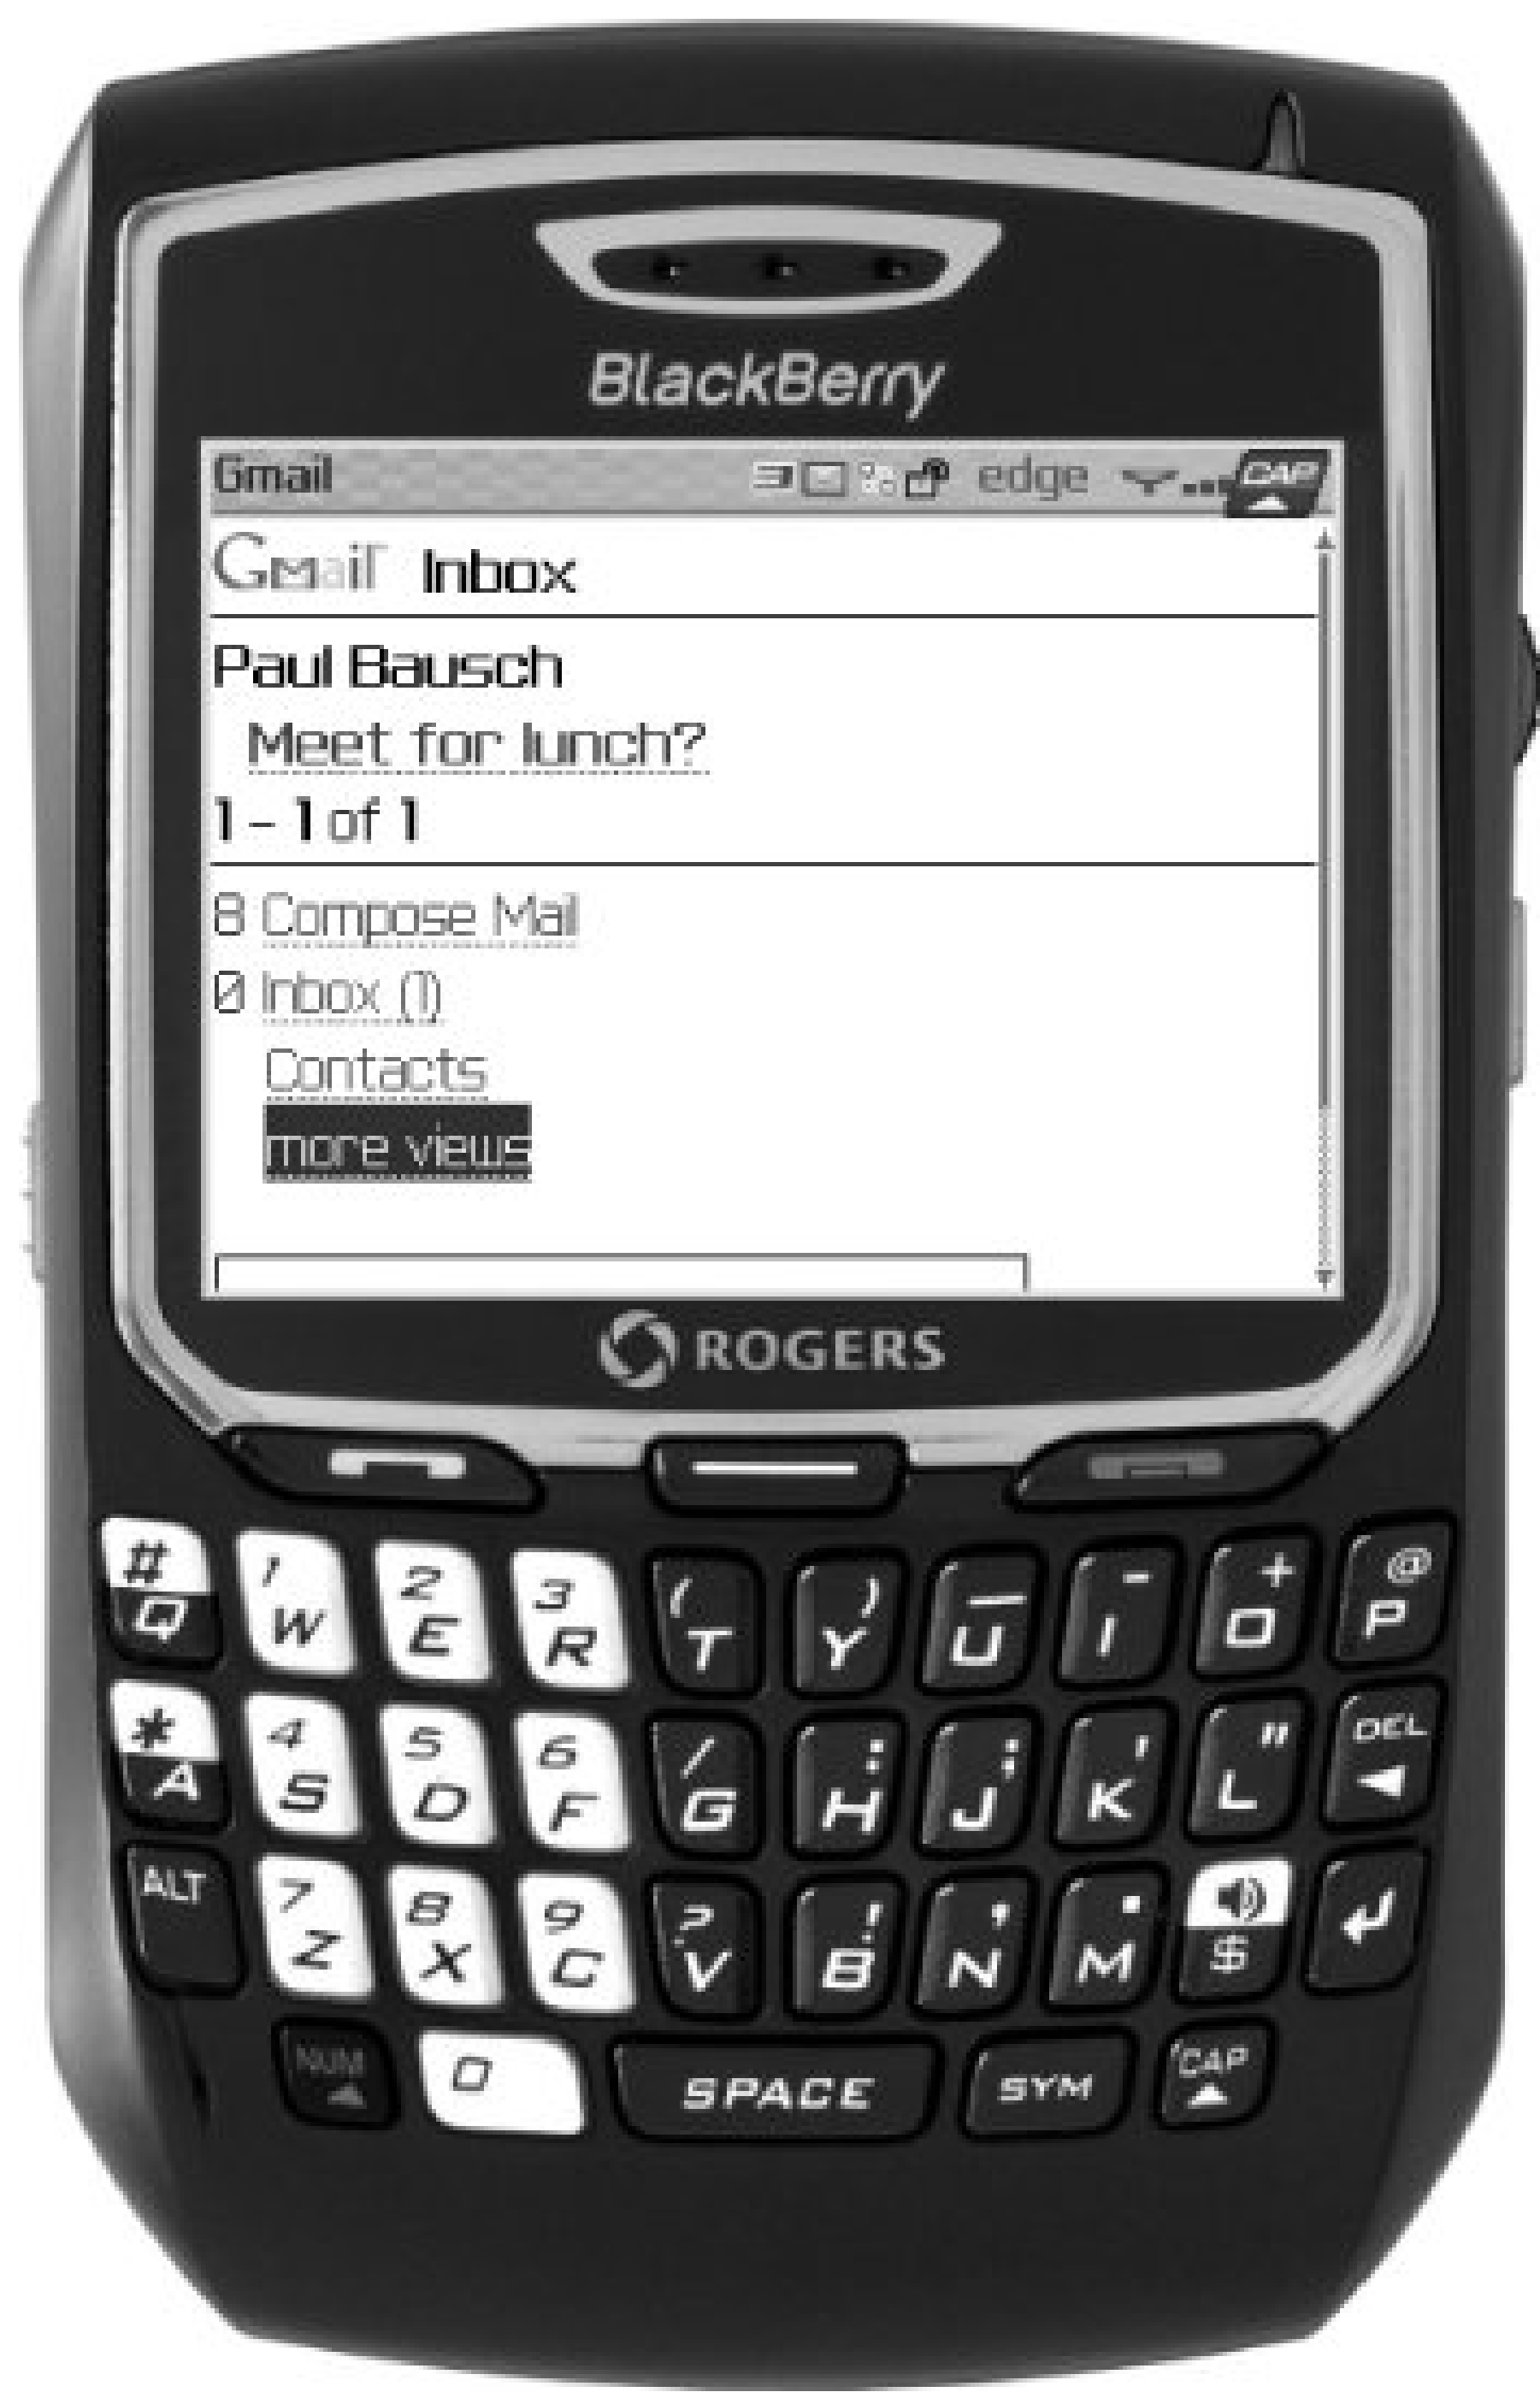 BlackBerry
Gmail edge CAP
Gmail Inbox
Paul Bausch
Meet for lunch?
1 - 1 of 1
8 Compose Mail
0 Inbox (1)
Contacts
more views
ROGERS
# 1 2 3 ( ) _ - + @
Q W E R T Y U I O P
* 4 5 6 / : ; ' " DEL
A S D F G H J K L
ALT 7 8 9 ? ! , .
Z X C V B N M $
NUM 0 SPACE SYM CAP